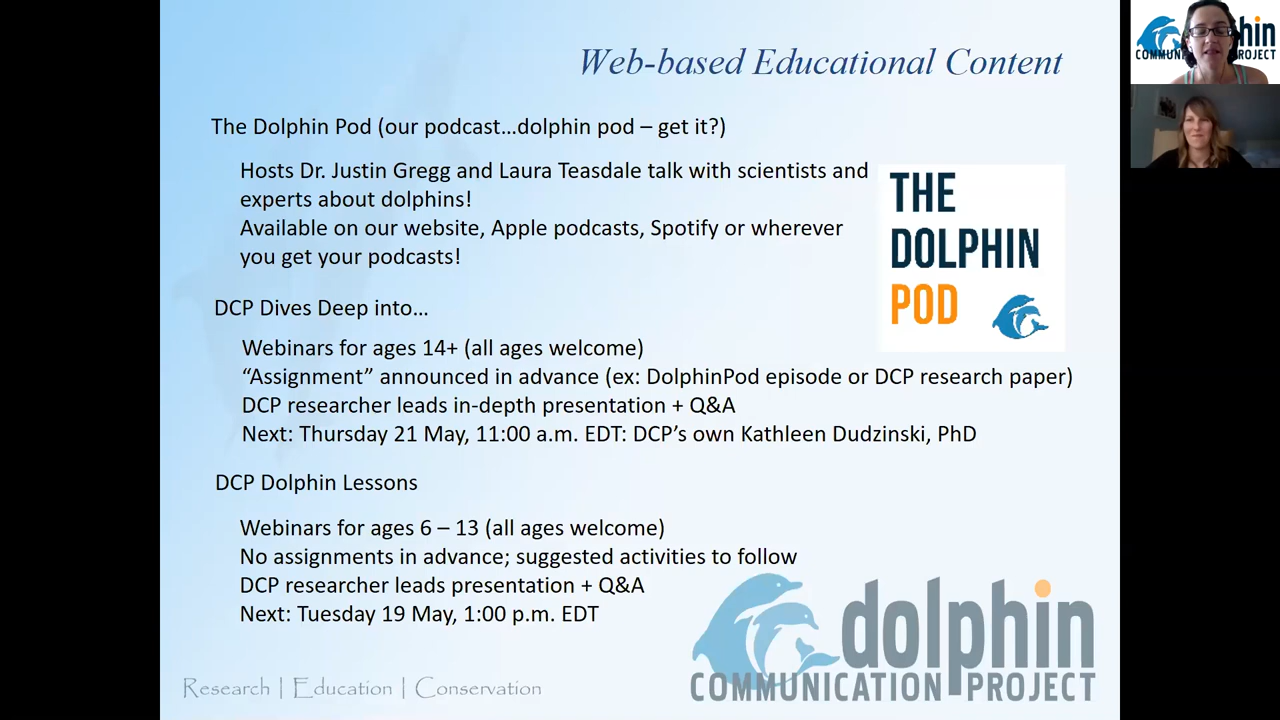 Web-based Educational Content
The Dolphin Pod (our podcast…dolphin pod – get it?)
Hosts Dr. Justin Gregg and Laura Teasdale talk with scientists and
experts about dolphins!
Available on our website, Apple podcasts, Spotify or wherever
you get your podcasts!
THE
DOLPHIN
POD
DCP Dives Deep into…
Webinars for ages 14+ (all ages welcome)
“Assignment” announced in advance (ex: DolphinPod episode or DCP research paper)
DCP researcher leads in-depth presentation + Q&A
Next: Thursday 21 May, 11:00 a.m. EDT: DCP’s own Kathleen Dudzinski, PhD
DCP Dolphin Lessons
Webinars for ages 6 – 13 (all ages welcome)
No assignments in advance; suggested activities to follow
DCP researcher leads presentation + Q&A
Next: Tuesday 19 May, 1:00 p.m. EDT
Research | Education | Conservation
dolphin
COMMUNICATION PROJECT